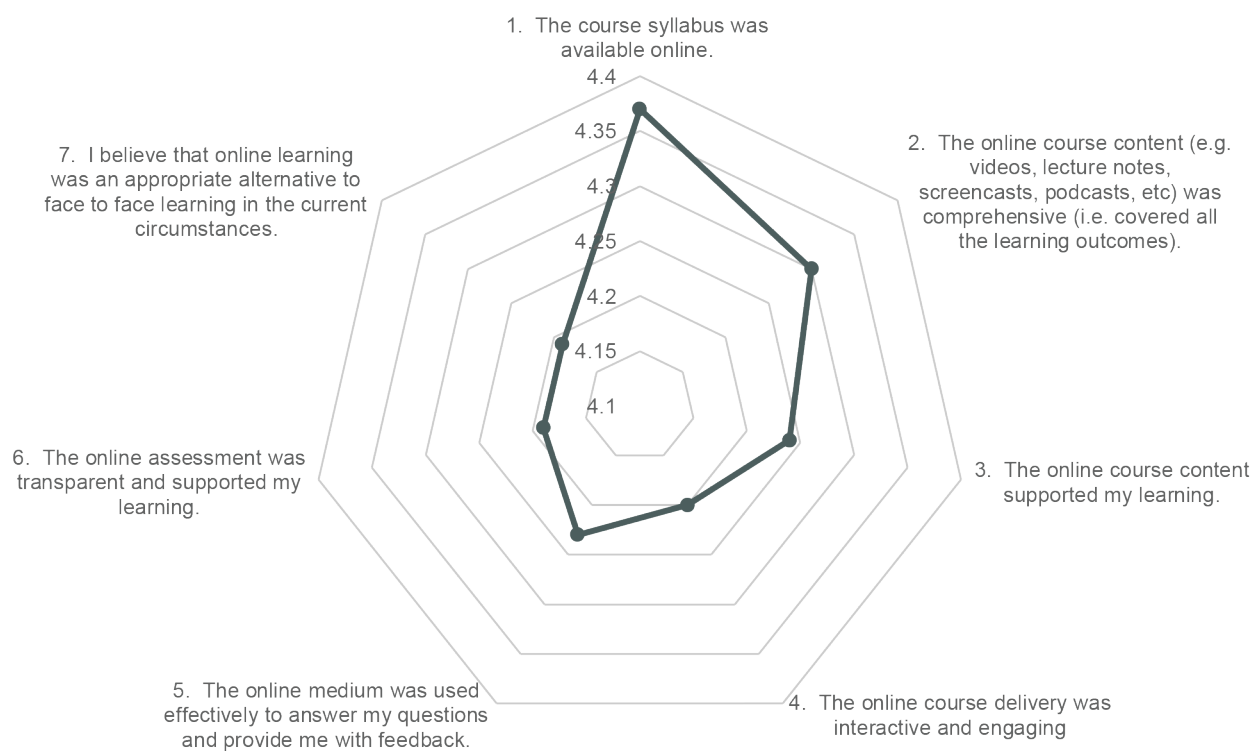 1. The course syllabus was
available online.
4.4
4.35
4.3
4.25
4.2
4.15
4.1
2. The online course content (e.g.
videos, lecture notes,
screencasts, podcasts, etc) was
comprehensive (i.e. covered all
the learning outcomes).
3. The online course content
supported my learning.
4. The online course delivery was
interactive and engaging
5. The online medium was used
effectively to answer my questions
and provide me with feedback.
6. The online assessment was
transparent and supported my
learning.
7. I believe that online learning
was an appropriate alternative to
face to face learning in the current
circumstances.